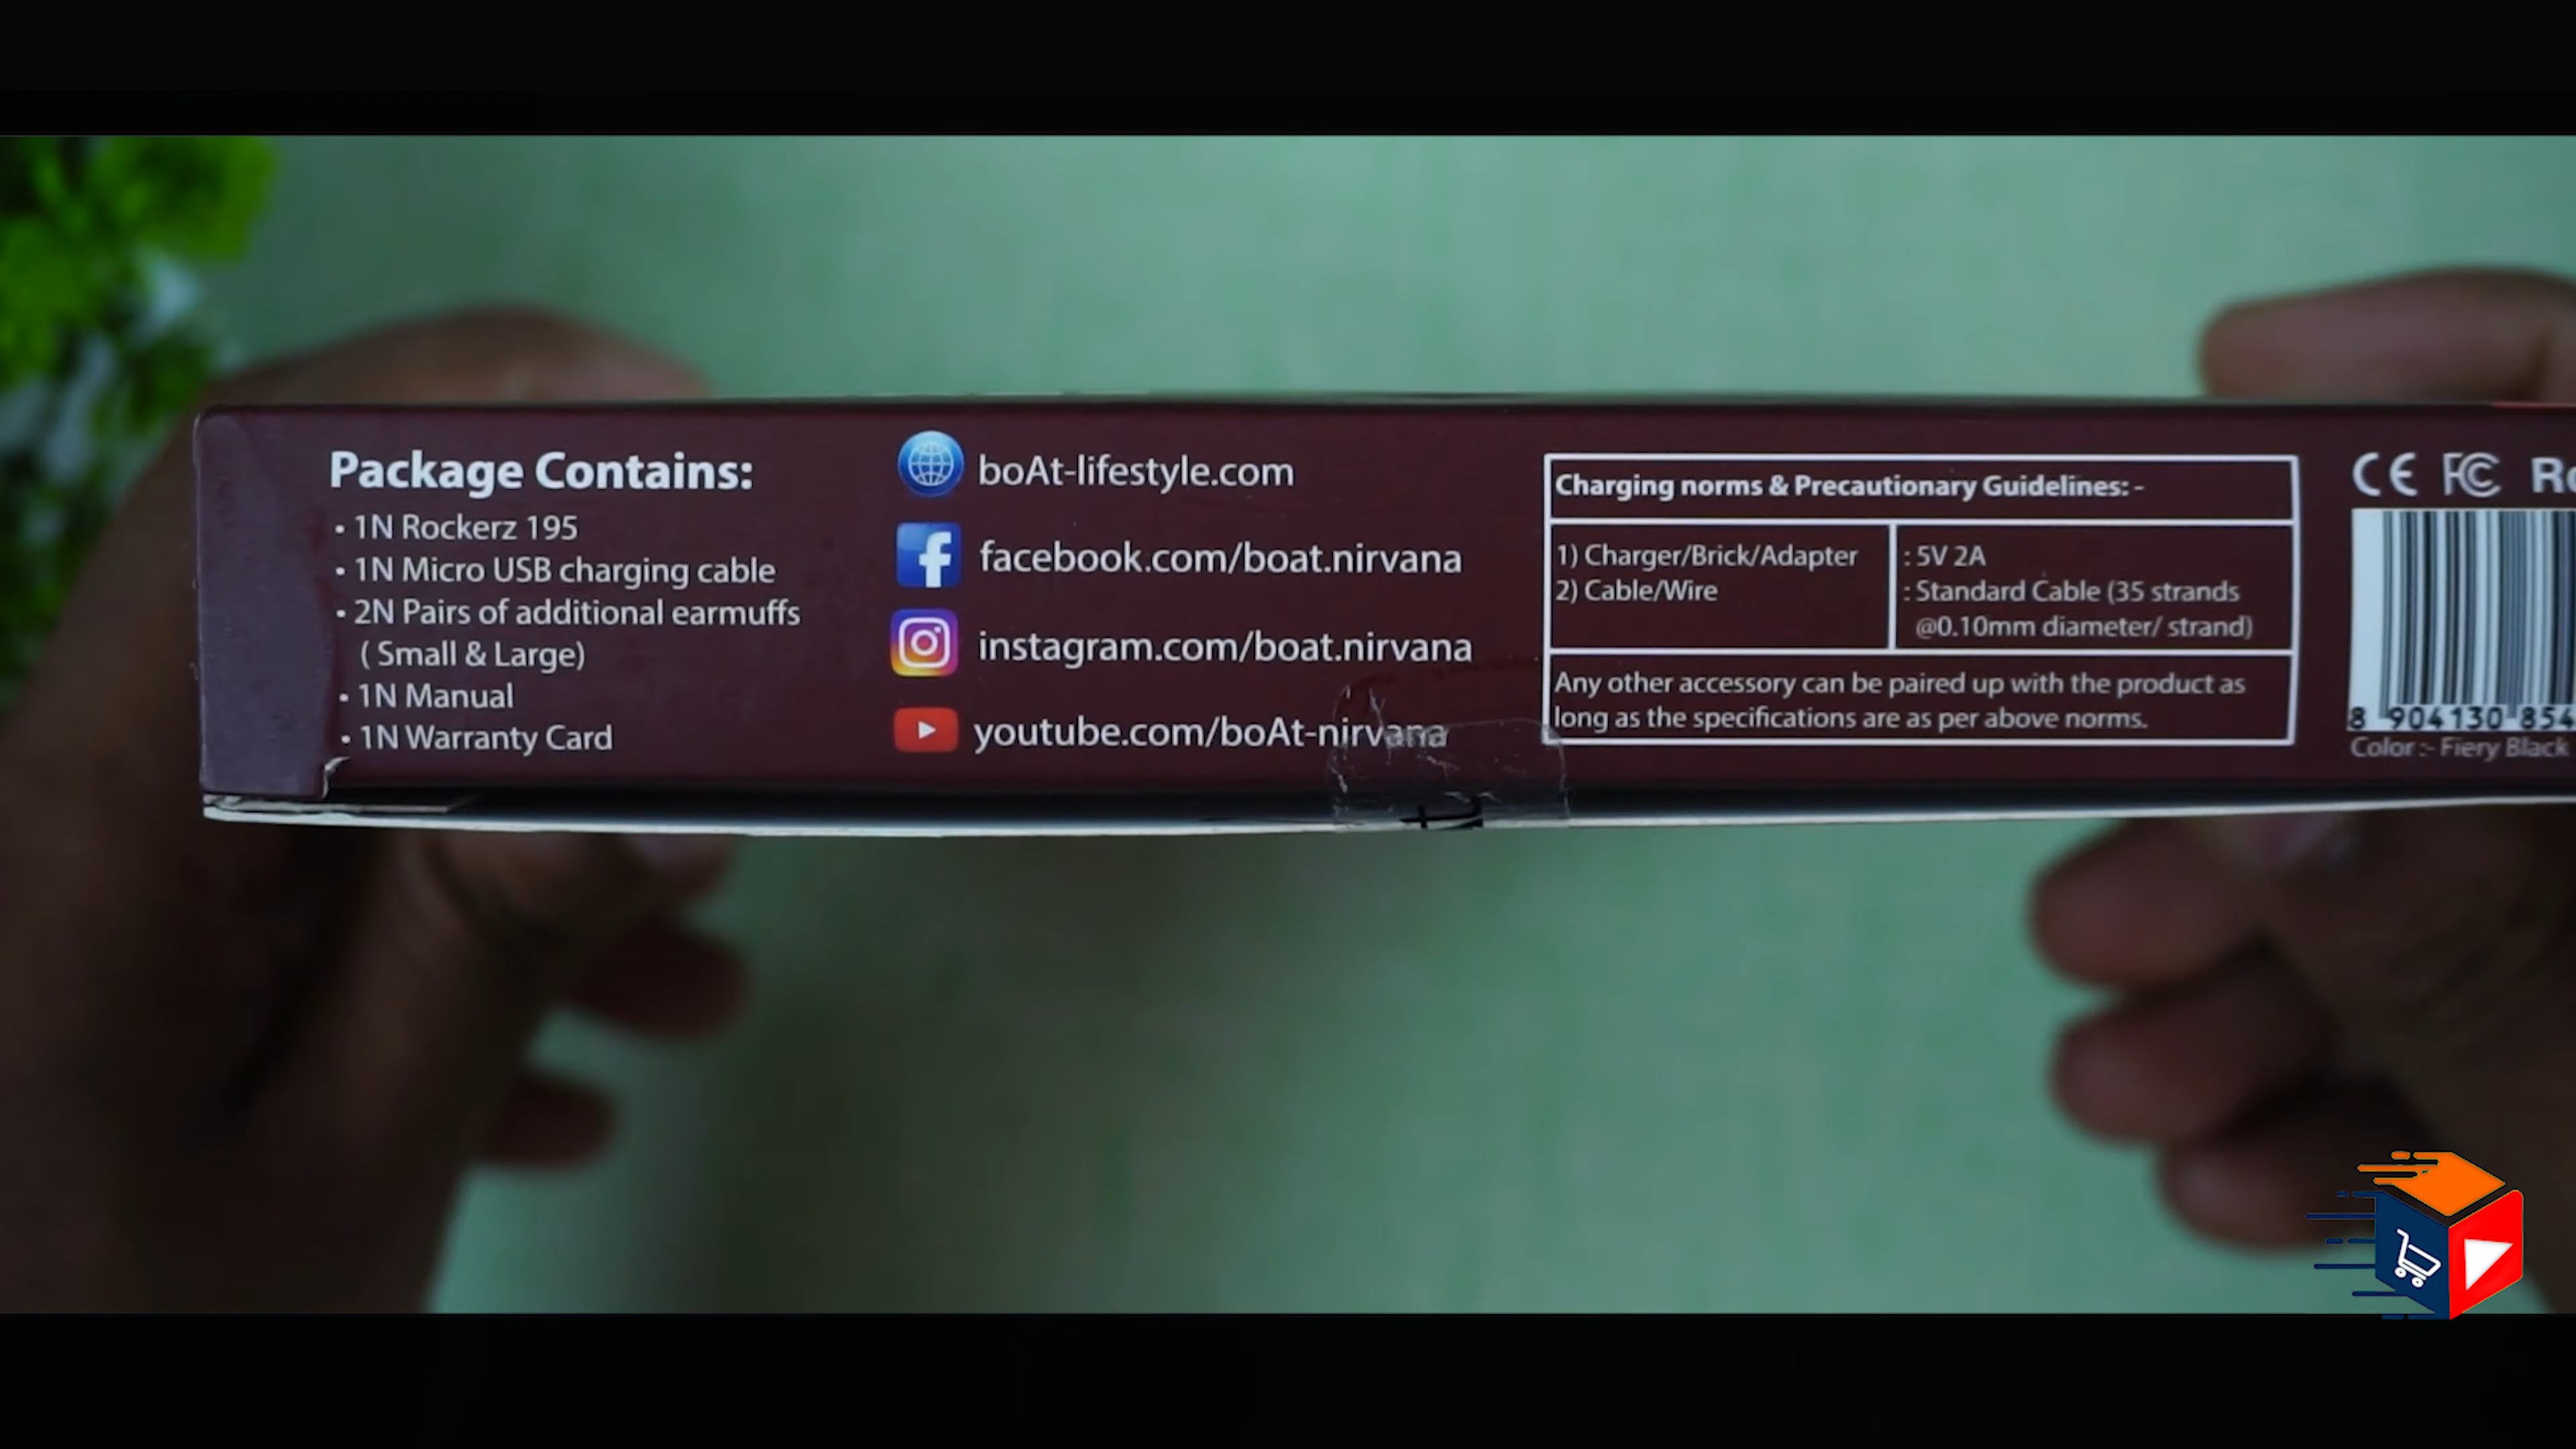 Package Contains:
• 1N Rockerz 195
• 1N Micro USB charging cable
• 2N Pairs of additional earmuffs
( Small & Large)
• 1N Manual
• 1N Warranty Card
boAt-lifestyle.com
facebook.com/boat.nirvana
instagram.com/boat.nirvana
youtube.com/boAt-nirvana
Charging norms & Precautionary Guidelines: -
1) Charger/Brick/Adapter : 5V 2A
2) Cable/Wire : Standard Cable (35 strands
@0.10mm diameter/ strand)
Any other accessory can be paired up with the product as
long as the specifications are as per above norms.
CE FC
8 904130 854
Color :- Fiery Black